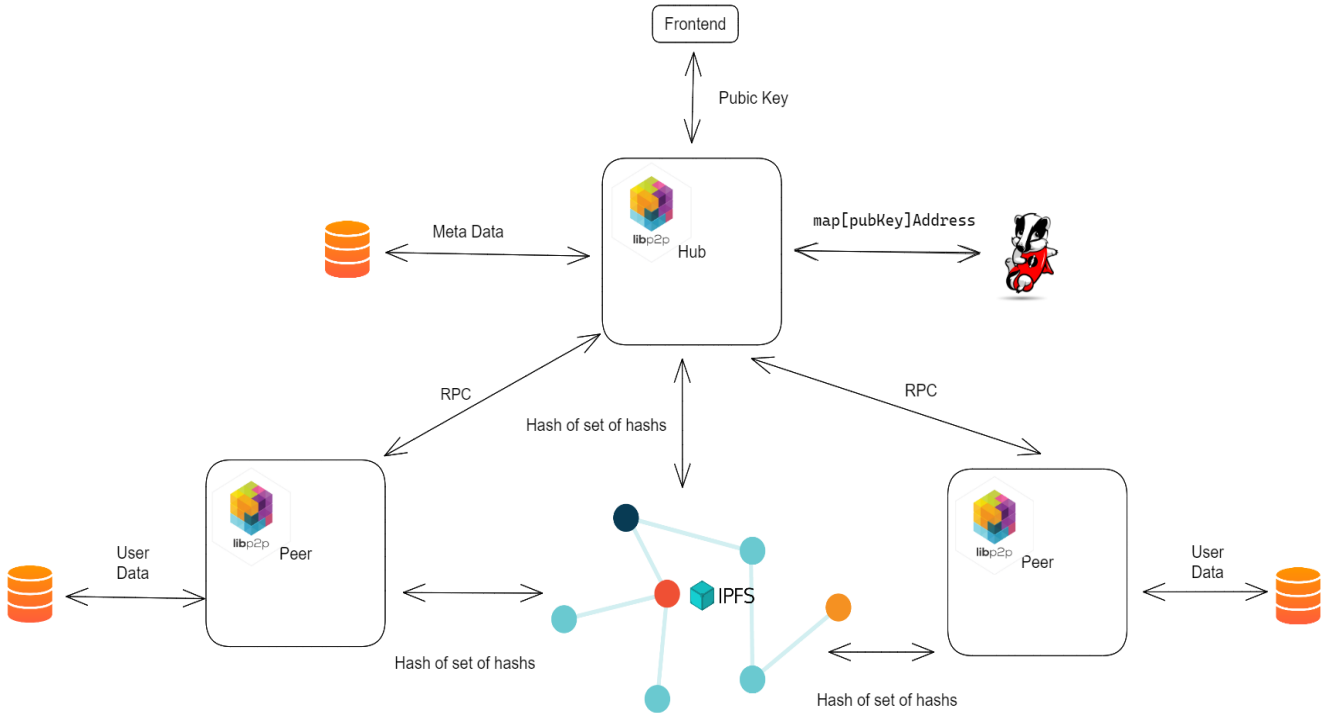 Frontend
Pubic Key
libp2p
Hub
Meta Data
map[pubKey]Address
RPC
RPC
Hash of set of hashs
libp2p
Peer
libp2p
Peer
User
Data
User
Data
IPFS
Hash of set of hashs
Hash of set of hashs